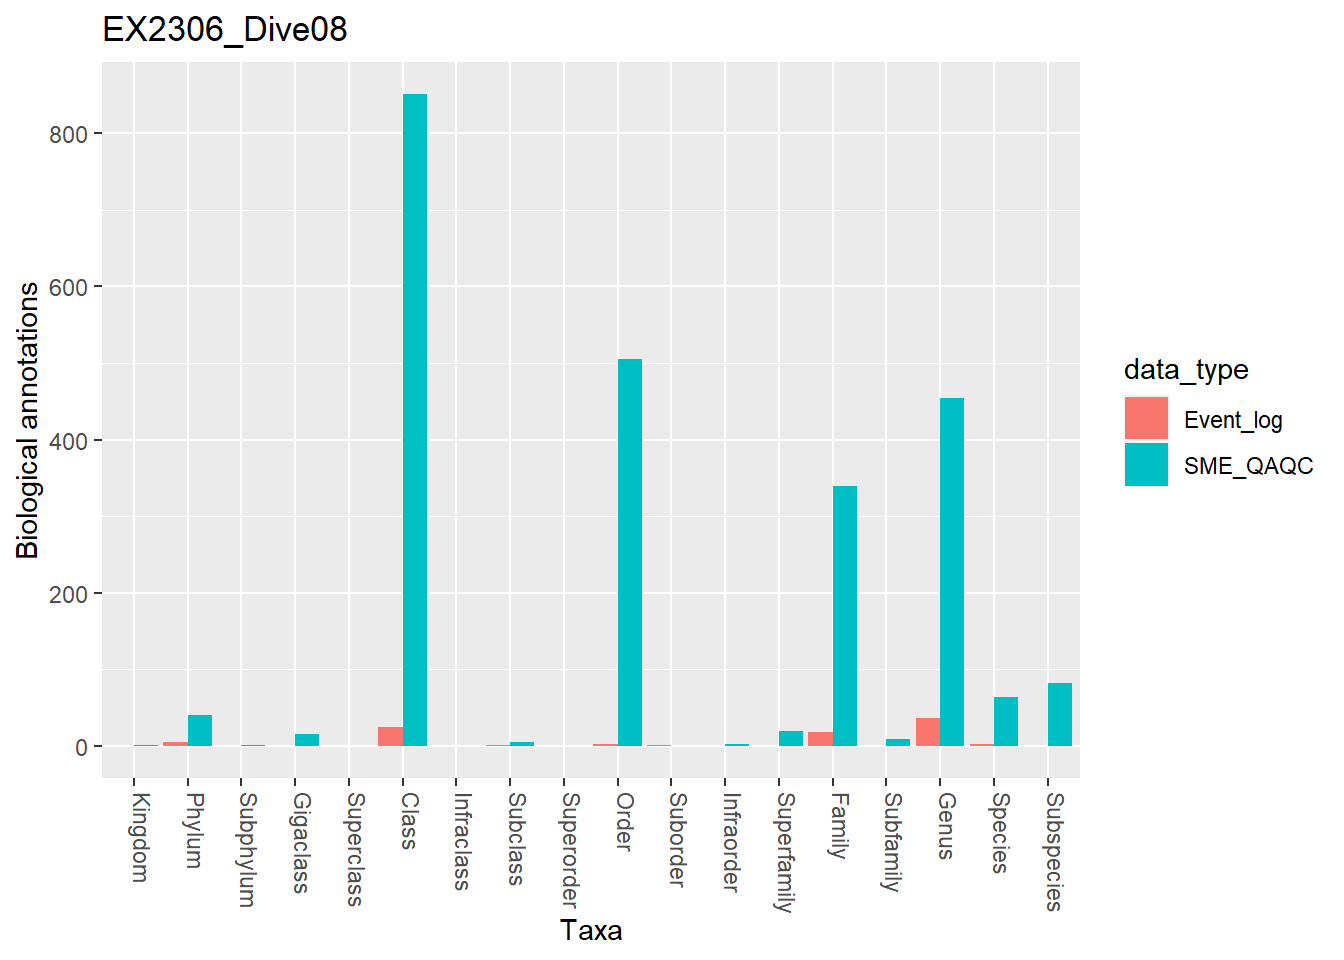 EX2306_Dive08
Biological annotations
800
600
400
200
0
Kingdom
Phylum
Subphylum
Gigaclass
Superclass
Class
Infraclass
Subclass
Superorder
Order
Suborder
Infraorder
Superfamily
Family
Subfamily
Genus
Species
Subspecies
Taxa
data_type
Event_log
SME_QAQC